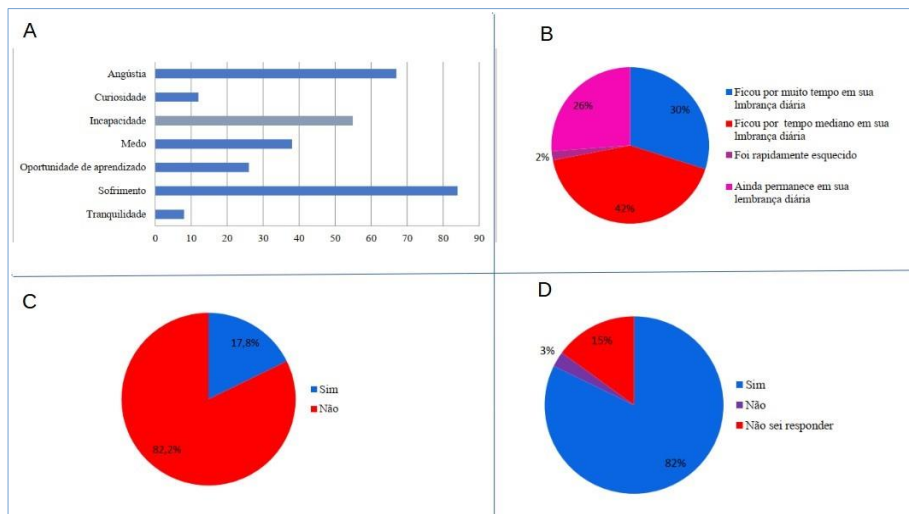 A
Angústia
Curiosidade
Incapacidade
Medo
Oportunidade de aprendizado
Sofrimento
Tranquilidade
0 10 20 30 40 50 60 70 80 90
B
26%
30%
2%
42%
Ficou por muito tempo em sua
lmbrança diária
Ficou por tempo mediano em sua
lmbrança diária
Foi rapidamente esquecido
Ainda permanece em sua
lembrança diária
C
17,8%
82,2%
Sim
Não
D
15%
3%
82%
Sim
Não
Não sei responder